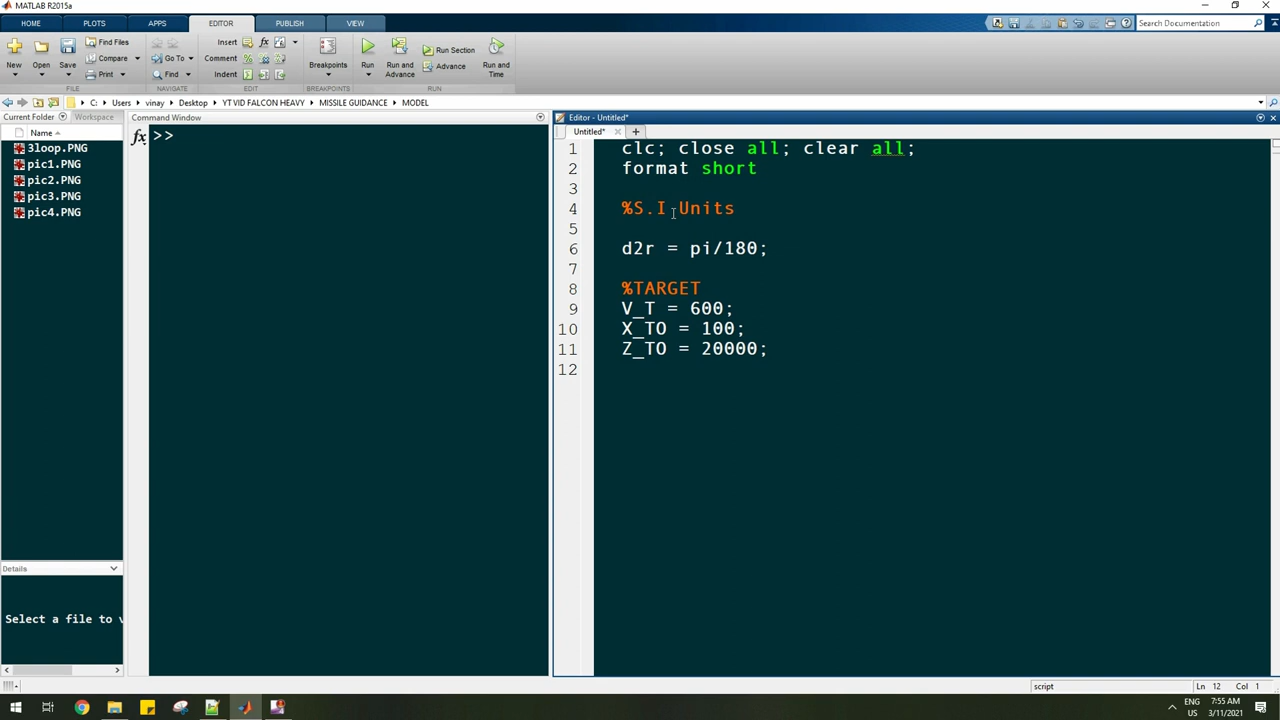 MATLAB R2015a
HOME PLOTS APPS EDITOR PUBLISH VIEW
Search Documentation
New Open Save
Find Files
Compare
Print
FILE
Go To
Find
NAVIGATE
Insert fx
Comment
Indent
EDIT
Breakpoints
BREAKPOINTS
Run
Run and Advance
Run Section
Advance
Run and Time
RUN
C: Users vinay Desktop YT VID FALCON HEAVY MISSILE GUIDANCE MODEL
Current Folder Workspace
Name
3loop.PNG
pic1.PNG
pic2.PNG
pic3.PNG
pic4.PNG
Details
Select a file to v
Command Window
fx >>
Editor - Untitled*
Untitled*
1 clc; close all; clear all;
2 format short
3
4 %S.I Units
5
6 d2r = pi/180;
7
8 %TARGET
9 V_T = 600;
10 X_TO = 100;
11 Z_TO = 20000;
12
script Ln 12 Col 1
ENG US
7:55 AM
3/11/2021